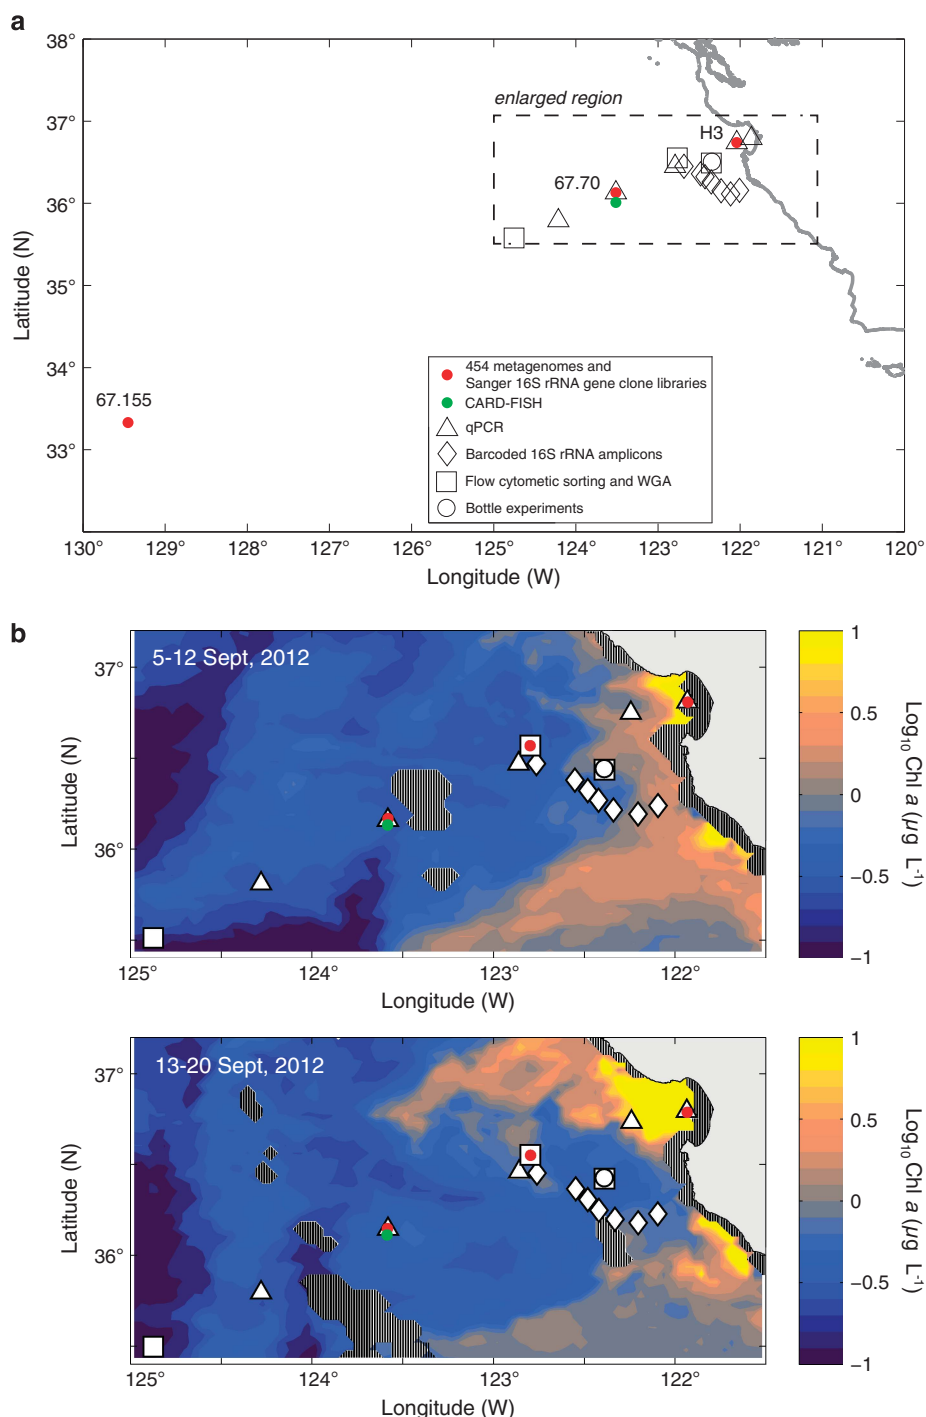 a
38°
37°
36°
35°
34°
33°
Latitude (N)
enlarged region
H3
67.70
67.155
454 metagenomes and
Sanger 16S rRNA gene clone libraries
CARD-FISH
qPCR
Barcoded 16S rRNA amplicons
Flow cytometic sorting and WGA
Bottle experiments
130° 129° 128° 127° 126° 125° 124° 123° 122° 121° 120°
Longitude (W)
b
5-12 Sept, 2012
37°
36°
Latitude (N)
125° 124° 123° 122°
Longitude (W)
1
0.5
0
−0.5
−1
Log10 Chl a (µg L-1)
13-20 Sept, 2012
37°
36°
Latitude (N)
125° 124° 123° 122°
Longitude (W)
1
0.5
0
−0.5
−1
Log10 Chl a (µg L-1)